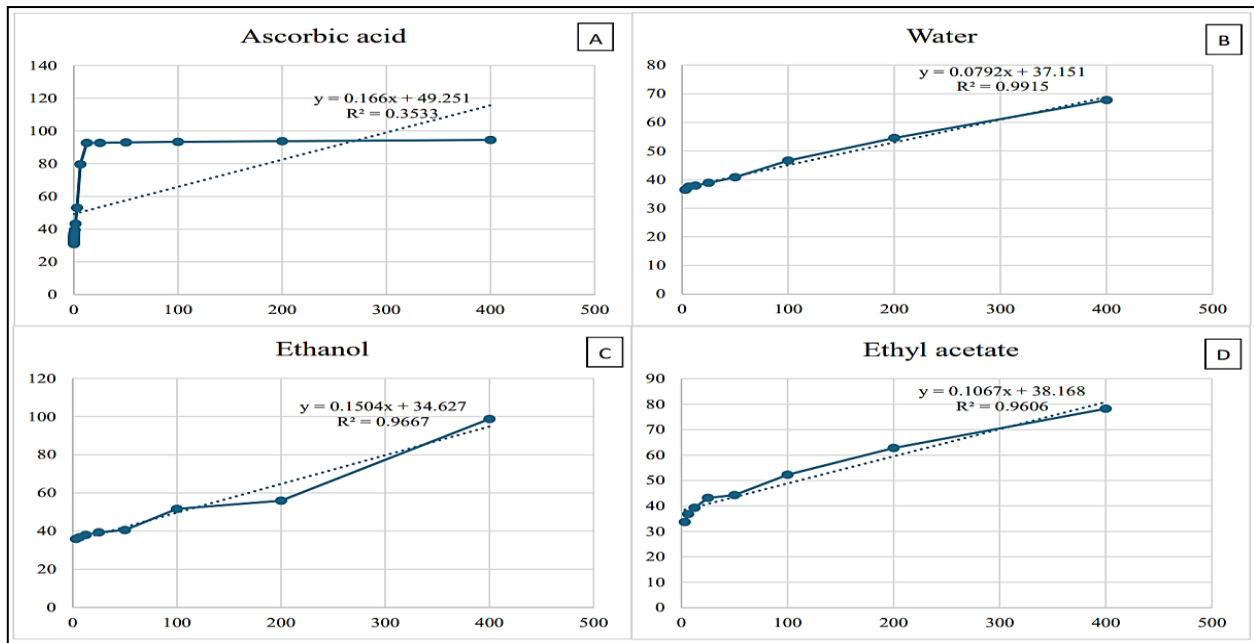 Ascorbic acid
A
y = 0.166x + 49.251
R² = 0.3533
140
120
100
80
60
40
20
0
0 100 200 300 400 500
Water
B
y = 0.0792x + 37.151
R² = 0.9915
80
70
60
50
40
30
20
10
0
0 100 200 300 400 500
Ethanol
C
y = 0.1504x + 34.627
R² = 0.9667
120
100
80
60
40
20
0
0 100 200 300 400 500
Ethyl acetate
D
y = 0.1067x + 38.168
R² = 0.9606
90
80
70
60
50
40
30
20
10
0
0 100 200 300 400 500